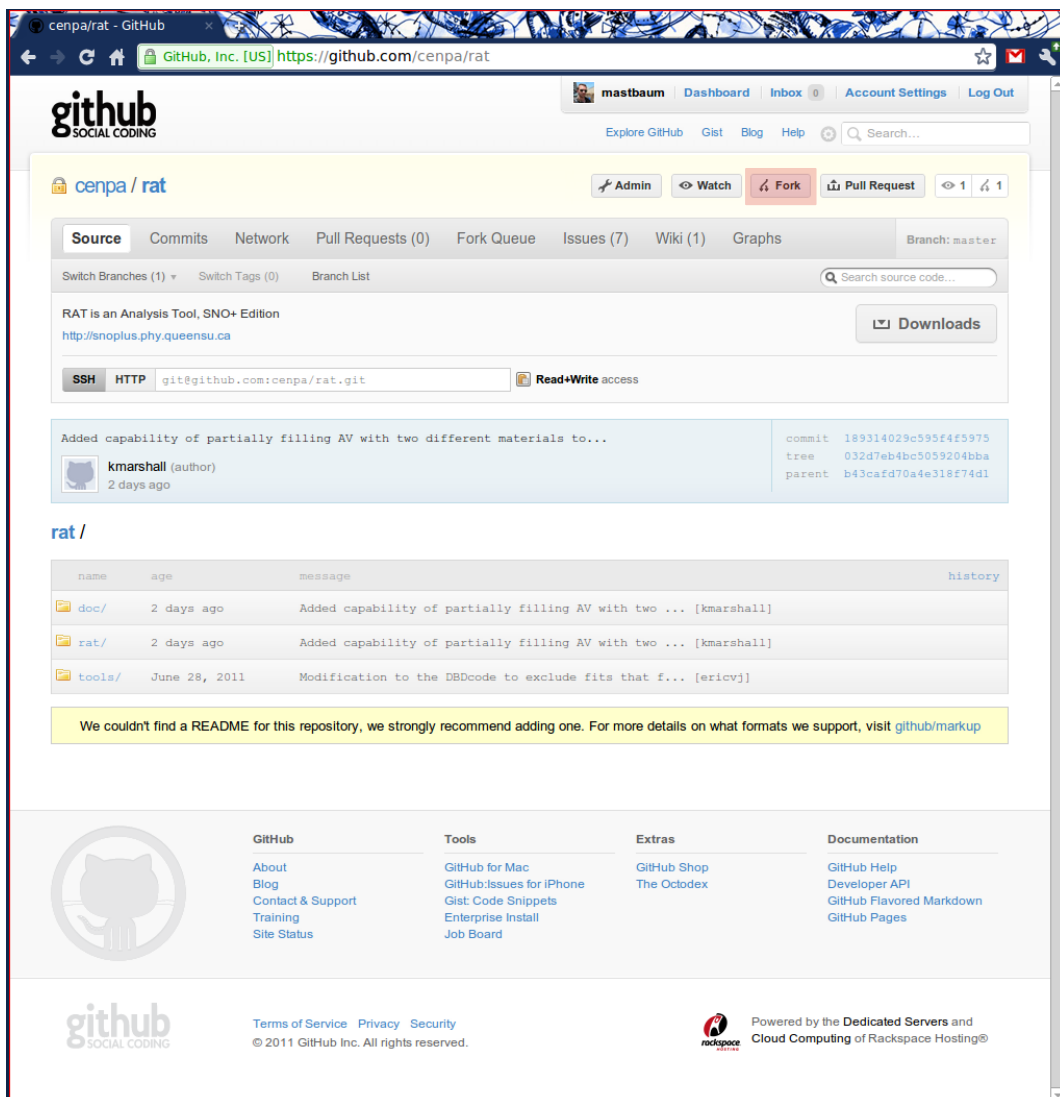 cenpa/rat - GitHub
GitHub, Inc. [US] https://github.com/cenpa/rat
github
SOCIAL CODING
mastbaum Dashboard Inbox 0 Account Settings Log Out
Explore GitHub Gist Blog Help Search...
cenpa / rat
Admin Watch Fork Pull Request 1 1
Source Commits Network Pull Requests (0) Fork Queue Issues (7) Wiki (1) Graphs Branch: master
Switch Branches (1) Switch Tags (0) Branch List Search source code...
RAT is an Analysis Tool, SNO+ Edition
http://snoplus.phy.queensu.ca
Downloads
SSH HTTP git@github.com:cenpa/rat.git Read+Write access
Added capability of partially filling AV with two different materials to...
kmarshall (author)
2 days ago
commit 189314029c595f4f5975
tree 032d7eb4bc5059204bba
parent b43cafd70a4e318f74d1
rat /
name age message history
doc/ 2 days ago Added capability of partially filling AV with two ... [kmarshall]
rat/ 2 days ago Added capability of partially filling AV with two ... [kmarshall]
tools/ June 28, 2011 Modification to the DBDcode to exclude fits that f... [ericvj]
We couldn't find a README for this repository, we strongly recommend adding one. For more details on what formats we support, visit github/markup
GitHub
About
Blog
Contact & Support
Training
Site Status
Tools
GitHub for Mac
GitHub:Issues for iPhone
Gist: Code Snippets
Enterprise Install
Job Board
Extras
GitHub Shop
The Octodex
Documentation
GitHub Help
Developer API
GitHub Flavored Markdown
GitHub Pages
github
SOCIAL CODING
Terms of Service Privacy Security
© 2011 GitHub Inc. All rights reserved.
rackspace
HOSTING
Powered by the Dedicated Servers and
Cloud Computing of Rackspace Hosting®